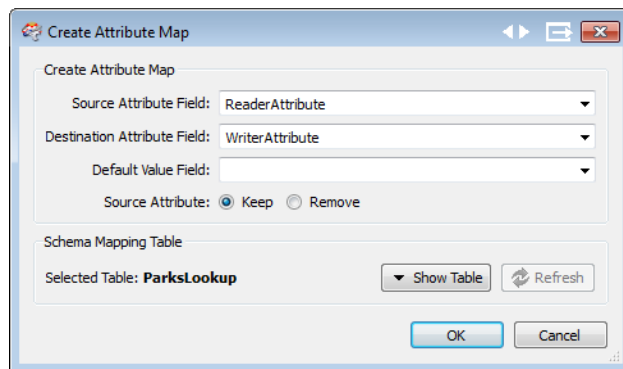 Create Attribute Map
Create Attribute Map
Source Attribute Field: ReaderAttribute
Destination Attribute Field: WriterAttribute
Default Value Field:
Source Attribute: Keep Remove
Schema Mapping Table
Selected Table: ParksLookup Show Table Refresh
OK Cancel